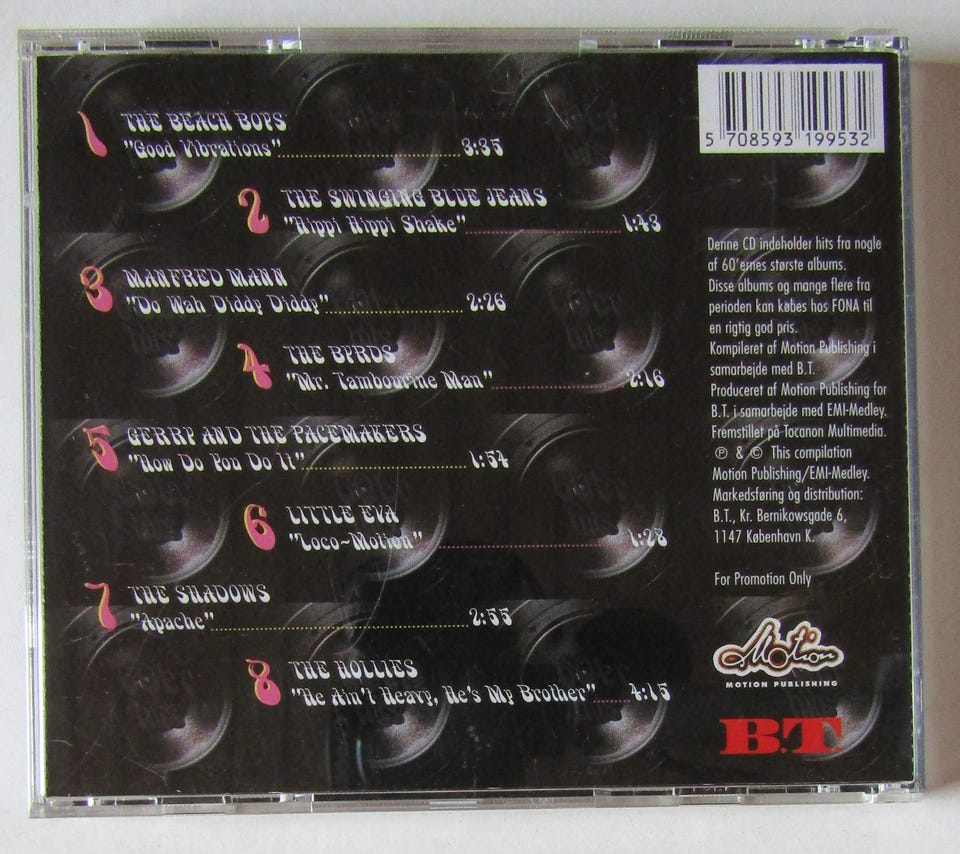 1 THE BEACH BOYS
"Good Vibrations" 3:35
2 THE SWINGING BLUE JEANS
"Hippi Hippi Shake" 1:43
3 MANFRED MANN
"Do Wah Diddy Diddy" 2:26
4 THE BYRDS
"Mr. Tambourine Man" 2:16
5 GERRY AND THE PACEMAKERS
"How Do You Do It" 1:54
6 LITTLE EVA
"Loco~Motion" 1:28
7 THE SHADOWS
"Apache" 2:55
8 THE HOLLIES
"He Ain't Heavy, He's My Brother" 4:15
5 708593 199532
Denne CD indeholder hits fra nogle
af 60'ernes største albums.
Disse albums og mange flere fra
perioden kan købes hos FONA til
en rigtig god pris.
Kompileret af Motion Publishing i
samarbejde med B.T.
Produceret af Motion Publishing for
B.T. i samarbejde med EMI-Medley.
Fremstillet på Tocanon Multimedia.
℗ & © This compilation
Motion Publishing/EMI-Medley.
Markedsføring og distribution:
B.T., Kr. Bernikowsgade 6,
1147 København K.
For Promotion Only
Motion
MOTION PUBLISHING
B.T.